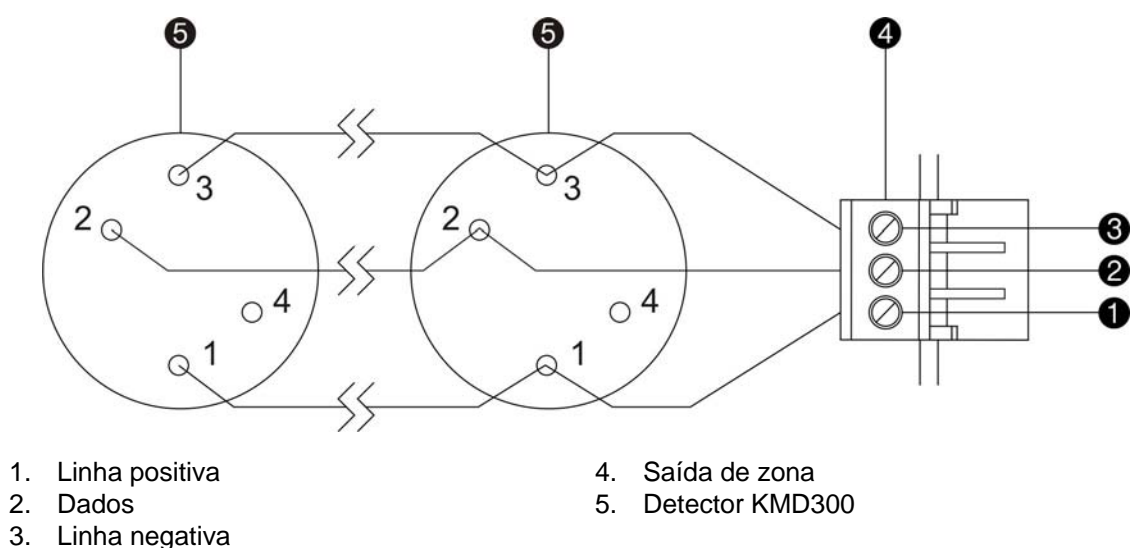 5 5 4
3 3 3
2 2 2
4 4
1 1 1
1. Linha positiva
2. Dados
3. Linha negativa
4. Saída de zona
5. Detector KMD300